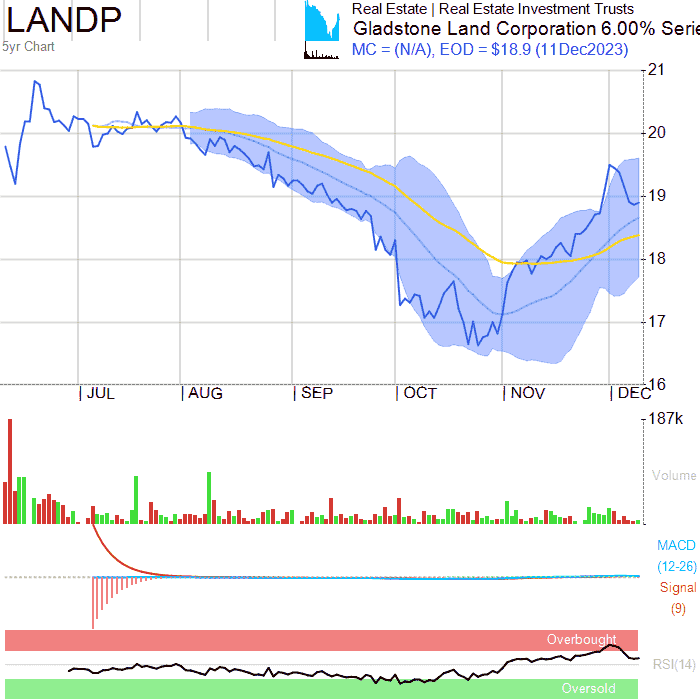 LANDP
5yr Chart
Real Estate | Real Estate Investment Trusts
Gladstone Land Corporation 6.00% Serie
MC = (N/A), EOD = $18.9 (11Dec2023)
21
20
19
18
17
16
JUL AUG SEP OCT NOV DEC
187k
Volume
MACD
(12-26)
Signal
(9)
Overbought
RSI(14)
Oversold